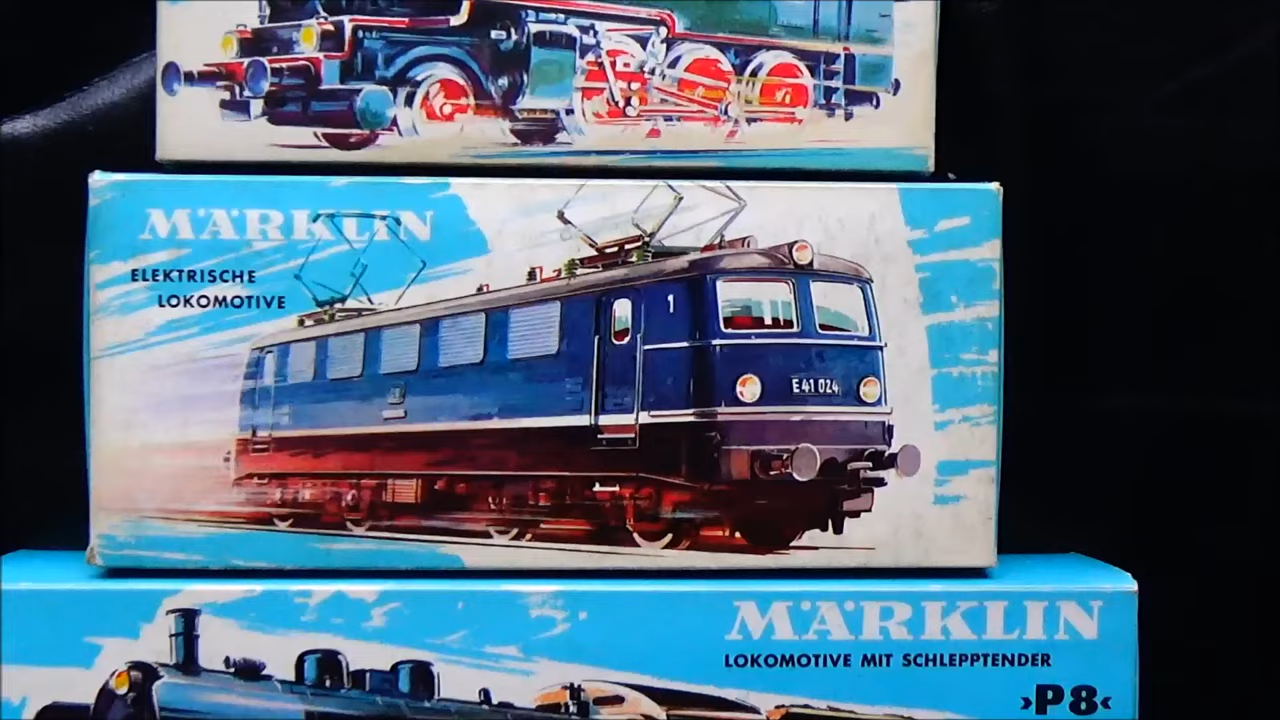 MÄRKLIN
ELEKTRISCHE
LOKOMOTIVE
1
E 41 024
MÄRKLIN
LOKOMOTIVE MIT SCHLEPPTENDER
›P8‹